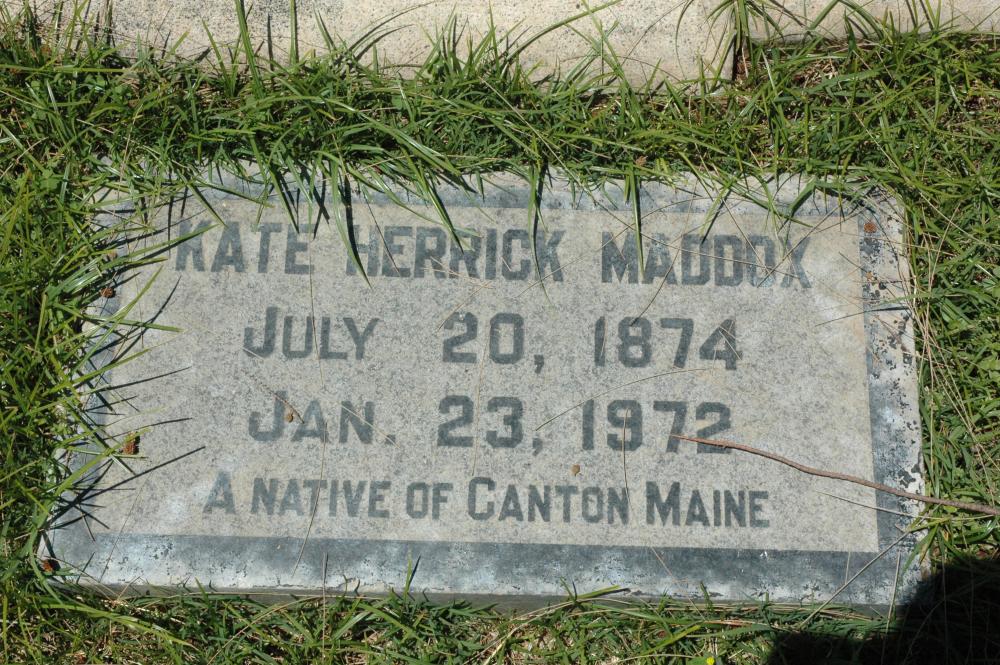 KATE HERRICK MADDOX
JULY 20, 1874
JAN. 23, 1972
A NATIVE OF CANTON MAINE